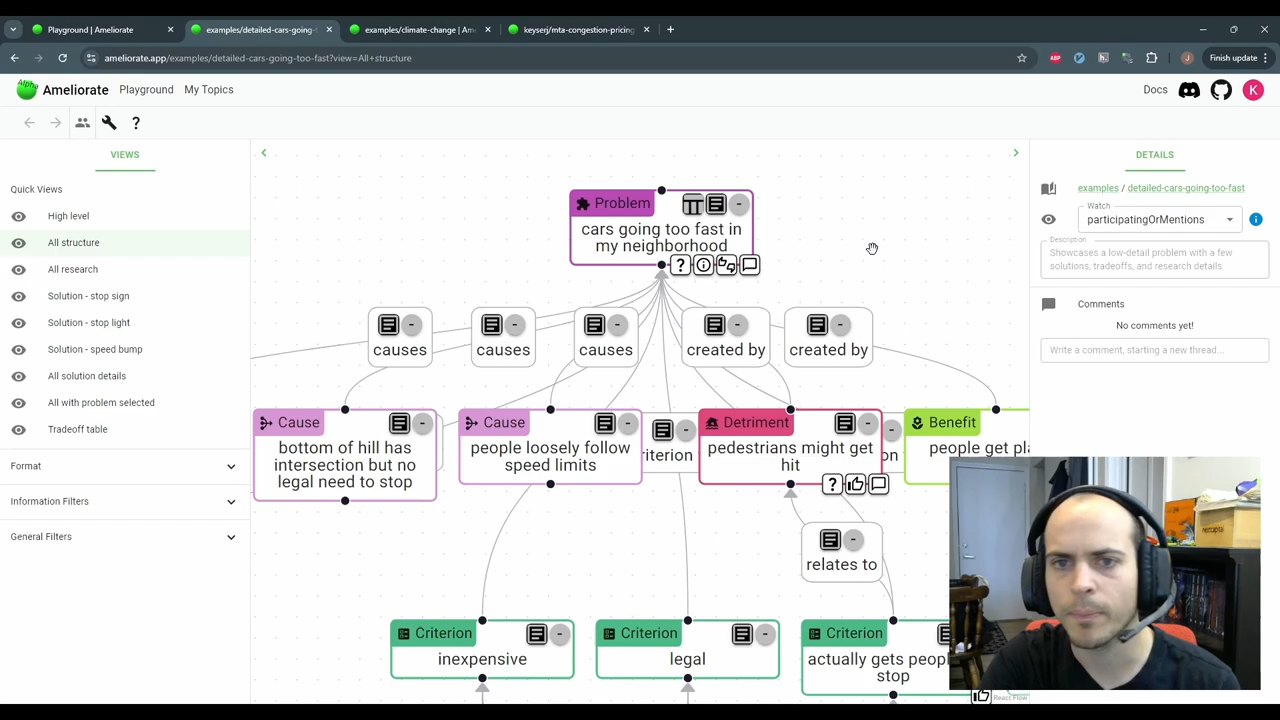 Playground | Ameliorate
examples/detailed-cars-going-
examples/climate-change | Am
keyserj/mta-congestion-pricing
ameliorate.app/examples/detailed-cars-going-too-fast?view=All+structure
ABP
J
Finish update
Alpha
Ameliorate
Playground
My Topics
Docs
K
VIEWS
Quick Views
High level
All structure
All research
Solution - stop sign
Solution - stop light
Solution - speed bump
All solution details
All with problem selected
Tradeoff table
Format
Information Filters
General Filters
Problem
cars going too fast in
my neighborhood
causes
causes
causes
created by
created by
Cause
bottom of hill has
intersection but no
legal need to stop
Cause
people loosely follow
speed limits
riterion
on
Detriment
pedestrians might get
hit
Benefit
people get pla
relates to
Criterion
inexpensive
Criterion
legal
Criterion
actually gets peopl
stop
React Flow
DETAILS
examples / detailed-cars-going-too-fast
Watch
participatingOrMentions
Description
Showcases a low-detail problem with a few
solutions, tradeoffs, and research details
Comments
No comments yet!
Write a comment, starting a new thread...